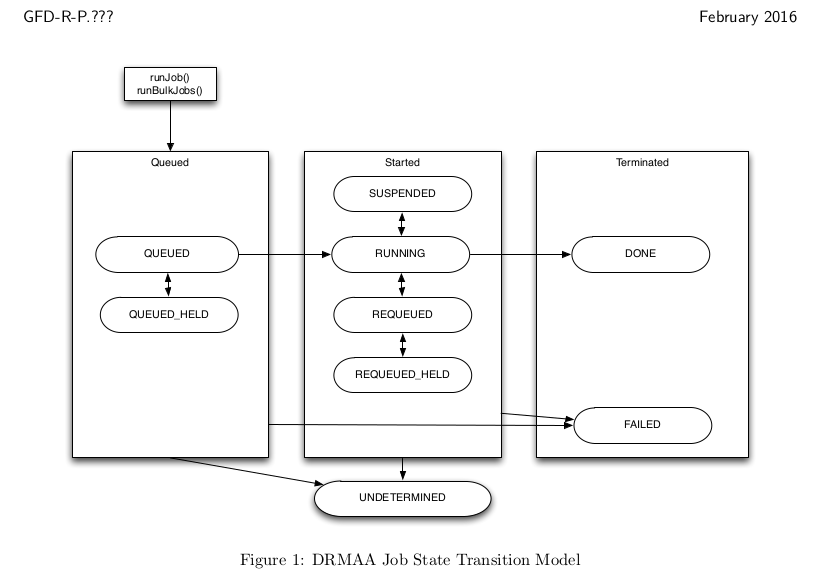 GFD-R-P.???
February 2016
runJob()
runBulkJobs()
Queued
Started
Terminated
SUSPENDED
QUEUED
RUNNING
DONE
QUEUED_HELD
REQUEUED
REQUEUED_HELD
FAILED
UNDETERMINED
Figure 1: DRMAA Job State Transition Model